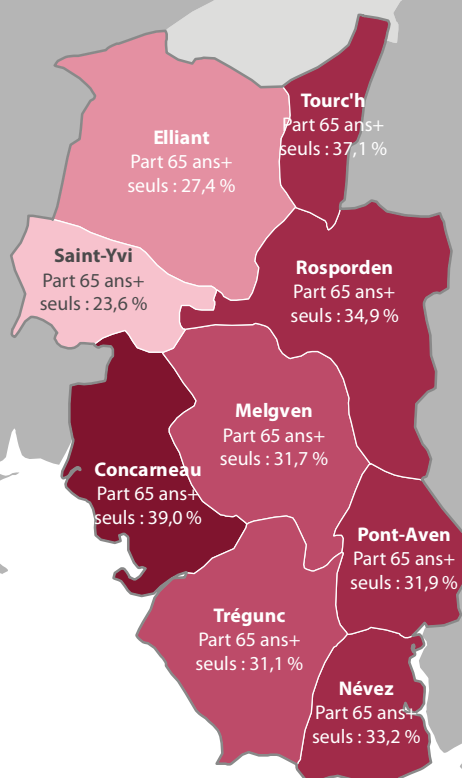 Tourc'h
Part 65 ans+
seuls : 37,1 %
Elliant
Part 65 ans+
seuls : 27,4 %
Saint-Yvi
Part 65 ans+
seuls : 23,6 %
Rosporden
Part 65 ans+
seuls : 34,9 %
Melgven
Part 65 ans+
seuls : 31,7 %
Concarneau
Part 65 ans+
seuls : 39,0 %
Pont-Aven
Part 65 ans+
seuls : 31,9 %
Trégunc
Part 65 ans+
seuls : 31,1 %
Névez
Part 65 ans+
seuls : 33,2 %